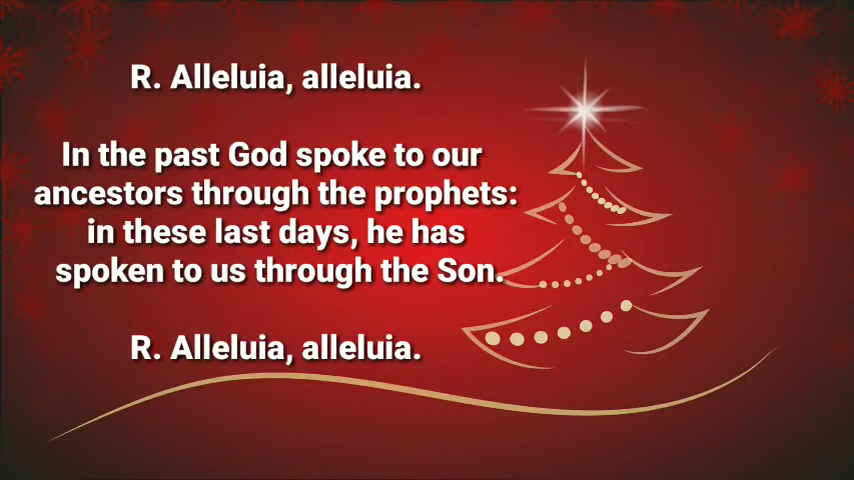 R. Alleluia, alleluia.
In the past God spoke to our
ancestors through the prophets:
in these last days, he has
spoken to us through the Son.
R. Alleluia, alleluia.